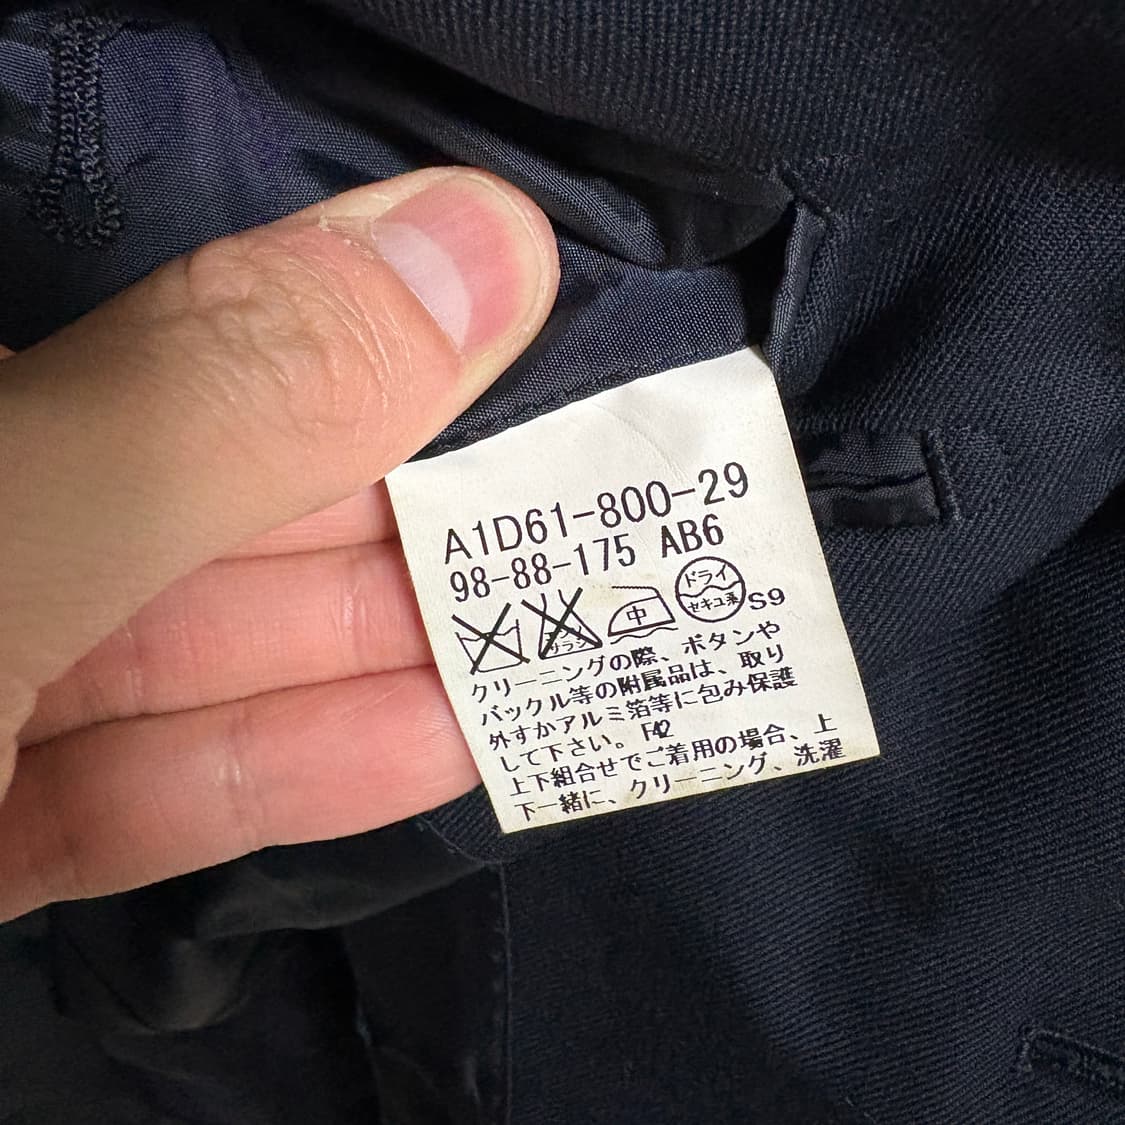 A1D61-800-29
98-88-175 AB6
中 ドライ セキユ系 S9
クリーニングの際、ボタンや
バックル等の附属品は、取り
外すかアルミ箔等に包み保護
して下さい。F42
上下組合せでご着用の場合、上
下一緒に、クリーニング、洗濯